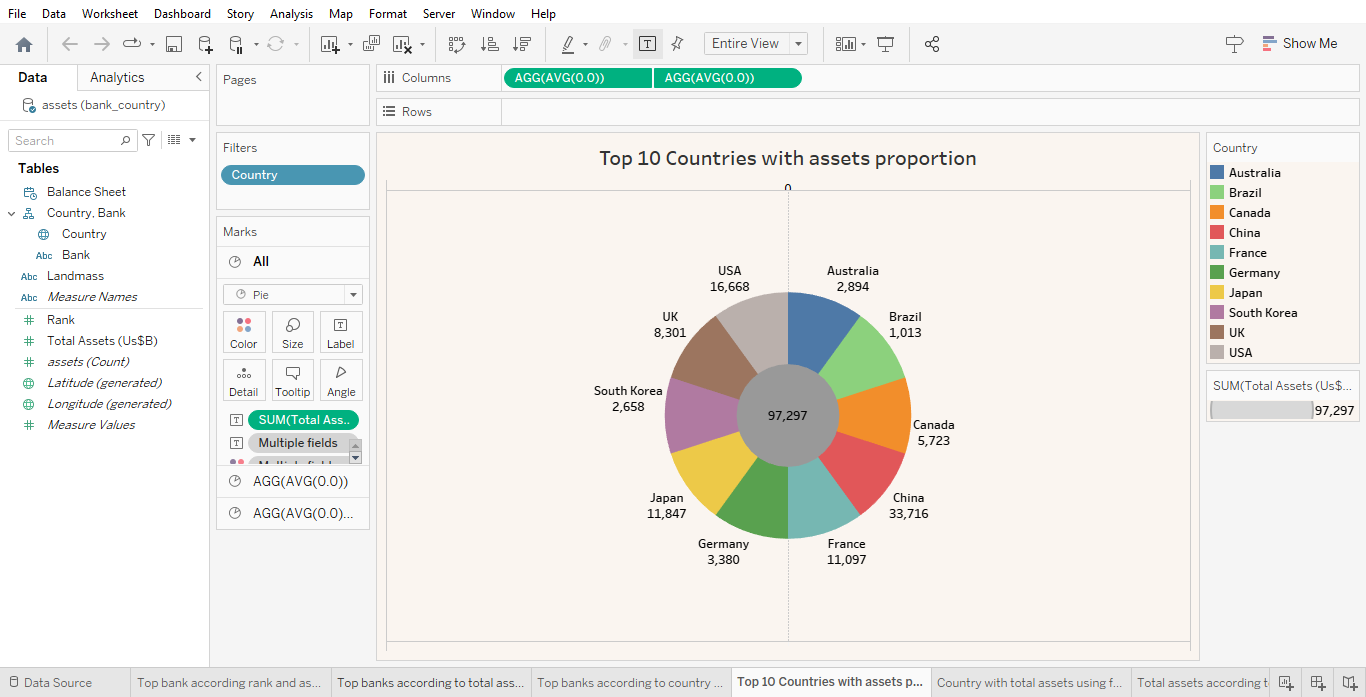 File Data Worksheet Dashboard Story Analysis Map Format Server Window Help
T Entire View Show Me
Data Analytics
assets (bank_country)
Search
Tables
Balance Sheet
Country, Bank
Country
Abc Bank
Abc Landmass
Abc Measure Names
# Rank
# Total Assets (Us$B)
# assets (Count)
Latitude (generated)
Longitude (generated)
# Measure Values
Pages
Filters
Country
Marks
All
Pie
Color Size Label
Detail Tooltip Angle
T SUM(Total Ass..
T Multiple fields
AGG(AVG(0.0))
AGG(AVG(0.0)...
Columns AGG(AVG(0.0)) AGG(AVG(0.0))
Rows
Top 10 Countries with assets proportion
0
USA
16,668
Australia
2,894
UK
8,301
Brazil
1,013
South Korea
2,658
97,297
Canada
5,723
Japan
11,847
China
33,716
Germany
3,380
France
11,097
Country
Australia
Brazil
Canada
China
France
Germany
Japan
South Korea
UK
USA
SUM(Total Assets (Us$...
97,297
Data Source Top bank according rank and as... Top banks according to total ass... Top banks according to country ... Top 10 Countries with assets p... Country with total assets using f... Total assets according t